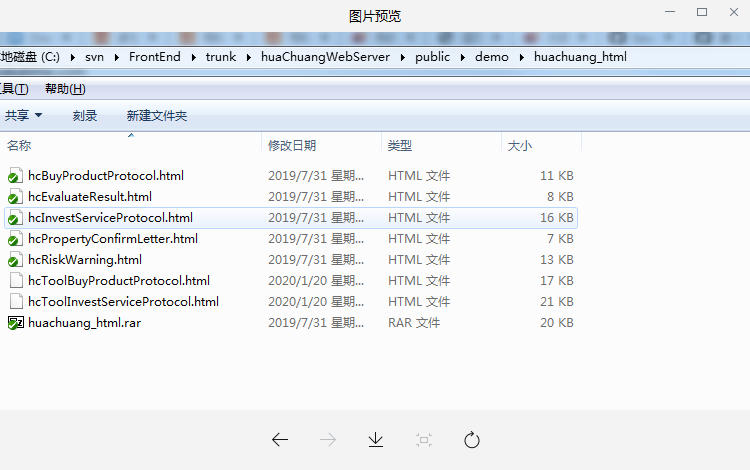 图片预览
地磁盘 (C:) svn FrontEnd trunk huaChuangWebServer public demo huachuang_html
工具(T) 帮助(H)
共享 刻录 新建文件夹
名称 修改日期 类型 大小
hcBuyProductProtocol.html 2019/7/31 星期... HTML 文件 11 KB
hcEvaluateResult.html 2019/7/31 星期... HTML 文件 8 KB
hcInvestServiceProtocol.html 2019/7/31 星期... HTML 文件 16 KB
hcPropertyConfirmLetter.html 2019/7/31 星期... HTML 文件 7 KB
hcRiskWarning.html 2019/7/31 星期... HTML 文件 13 KB
hcToolBuyProductProtocol.html 2020/1/20 星期... HTML 文件 17 KB
hcToolInvestServiceProtocol.html 2020/1/20 星期... HTML 文件 21 KB
huachuang_html.rar 2019/7/31 星期... RAR 文件 20 KB